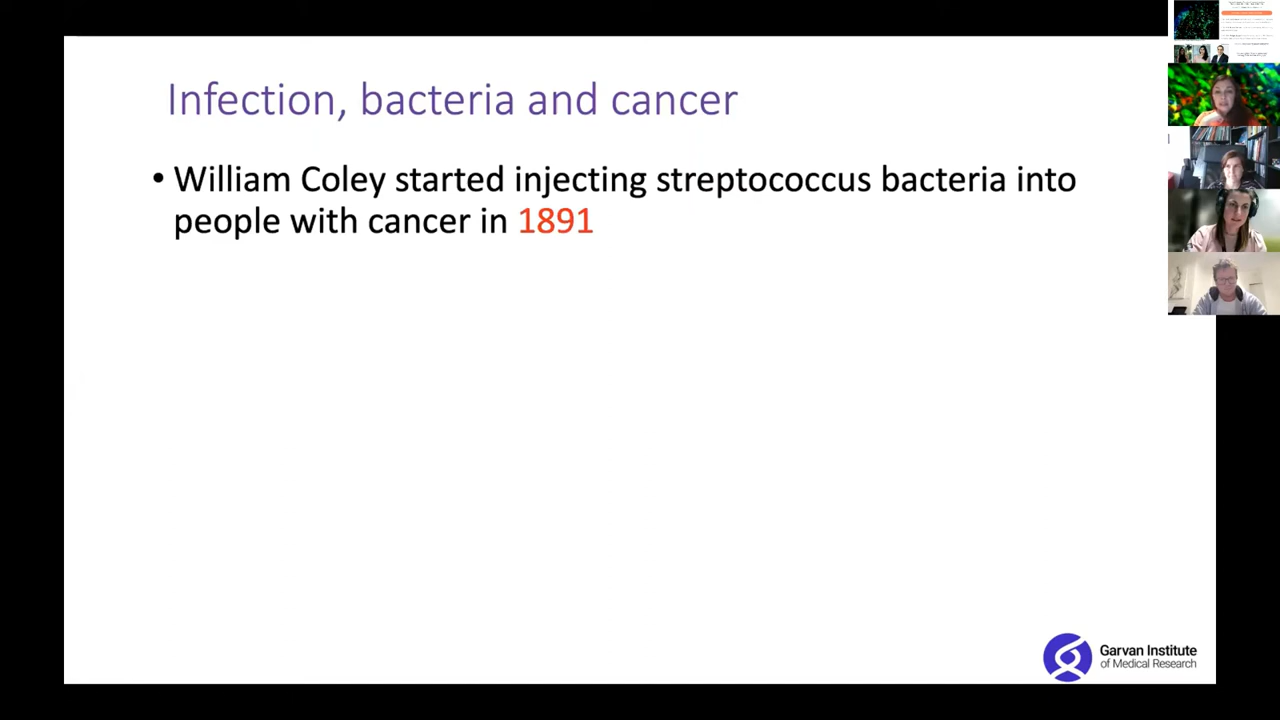 Infection, bacteria and cancer
• William Coley started injecting streptococcus bacteria into
people with cancer in 1891
Garvan Institute
of Medical Research